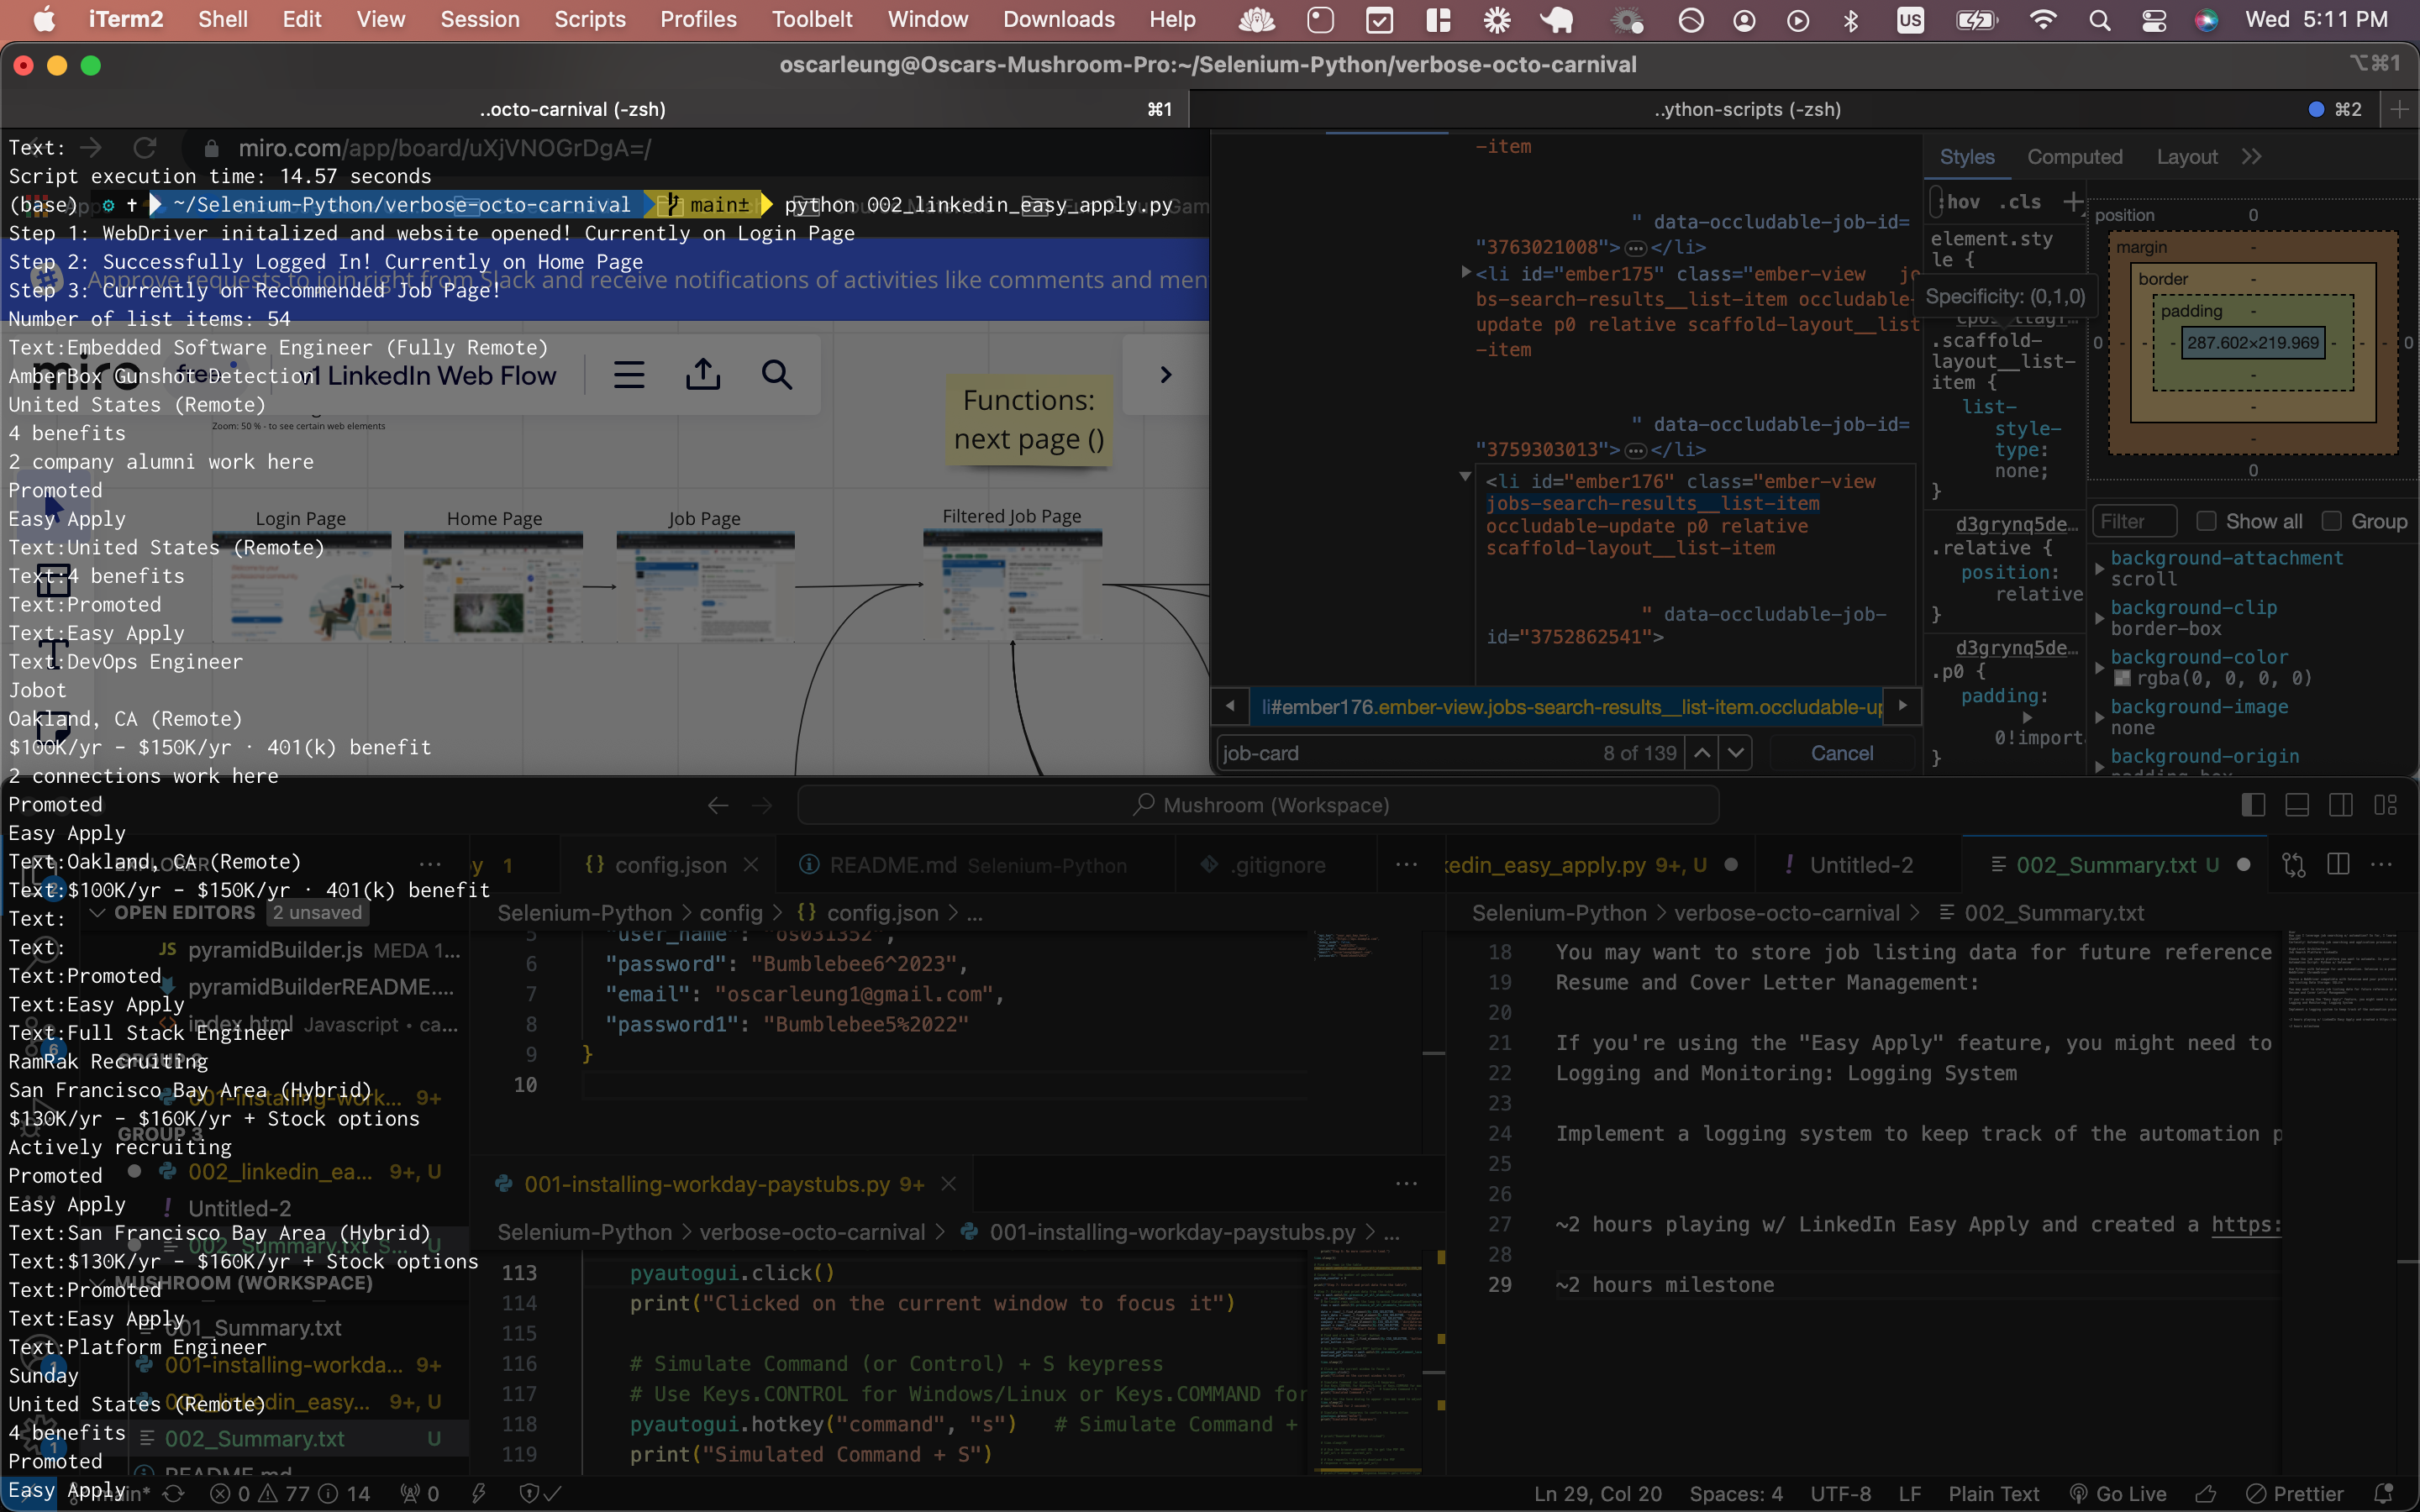 iTerm2 Shell Edit View Session Scripts Profiles Toolbelt Window Downloads Help US Wed 5:11 PM
oscarleung@Oscars-Mushroom-Pro:~/Selenium-Python/verbose-octo-carnival ⌥⌘1
..octo-carnival (-zsh) ⌘1 ..ython-scripts (-zsh) ⌘2
Text:
Script execution time: 14.57 seconds
(base) ~/Selenium-Python/verbose-octo-carnival main± python 002_linkedin_easy_apply.py
Step 1: WebDriver initalized and website opened! Currently on Login Page
Step 2: Successfully Logged In! Currently on Home Page
Step 3: Currently on Recommended Job Page!
Number of list items: 54
Text:Embedded Software Engineer (Fully Remote)
AmberBox Gunshot Detection
United States (Remote)
4 benefits
2 company alumni work here
Promoted
Easy Apply
Text:United States (Remote)
Text:4 benefits
Text:Promoted
Text:Easy Apply
Text:DevOps Engineer
Jobot
Oakland, CA (Remote)
$100K/yr - $150K/yr · 401(k) benefit
2 connections work here
Promoted
Easy Apply
Text:Oakland, CA (Remote)
Text:$100K/yr - $150K/yr · 401(k) benefit
Text:
Text:
Text:Promoted
Text:Easy Apply
Text:Full Stack Engineer
RamRak Recruiting
San Francisco Bay Area (Hybrid)
$130K/yr - $160K/yr + Stock options
Actively recruiting
Promoted
Easy Apply
Text:San Francisco Bay Area (Hybrid)
Text:$130K/yr - $160K/yr + Stock options
Text:Promoted
Text:Easy Apply
Text:Platform Engineer
Sunday
United States (Remote)
4 benefits
Promoted
Easy Apply
miro.com/app/board/uXjVNOGrDgA=/
Approve requests to join right from Slack and receive notifications of activities like comments and men
miro free v1 LinkedIn Web Flow
Zoom: 50 % - to see certain web elements
Functions:
next page ()
Login Page Home Page Job Page Filtered Job Page
-item
" data-occludable-job-id=
"3763021008">⋯</li>
<li id="ember175" class="ember-view jo
bs-search-results__list-item occludable-
update p0 relative scaffold-layout__list
-item
" data-occludable-job-id=
"3759303013">⋯</li>
<li id="ember176" class="ember-view
jobs-search-results__list-item
occludable-update p0 relative
scaffold-layout__list-item
" data-occludable-job-
id="3752862541">
li#ember176.ember-view.jobs-search-results__list-item.occludable-up
job-card 8 of 139 Cancel
Styles Computed Layout
:hov .cls
element.sty
le {
Specificity: (0,1,0)
.scaffold-
layout__list-
item {
list-
style-
type:
none;
}
d3grynq5de…
.relative {
position:
relative
}
d3grynq5de…
.p0 {
padding:
0!import
}
position 0
margin -
border -
padding -
0 - - - 287.602×219.969 - - - 0
-
-
-
0
Filter Show all Group
background-attachment
scroll
background-clip
border-box
background-color
rgba(0, 0, 0, 0)
background-image
none
background-origin
padding-box
Mushroom (Workspace)
EXPLORER
OPEN EDITORS 2 unsaved
JS pyramidBuilder.js MEDA 1...
pyramidBuilderREADME....
index.html Javascript • ca...
GROUP 2
001-installing-work... 9+
GROUP 3
002_linkedin_ea... 9+, U
! Untitled-2
002_Summary.txt S... U
MUSHROOM (WORKSPACE)
001_Summary.txt
001-installing-workda... 9+
002_linkedin_easy... 9+, U
002_Summary.txt U
README.md
y 1 {} config.json README.md Selenium-Python .gitignore
Selenium-Python > config > {} config.json > ...
5 "user_name": "os031352",
6 "password": "Bumblebee6^2023",
7 "email": "oscarleung1@gmail.com",
8 "password1": "Bumblebee5%2022"
9 }
10
001-installing-workday-paystubs.py 9+
Selenium-Python > verbose-octo-carnival > 001-installing-workday-paystubs.py > ...
113 pyautogui.click()
114 print("Clicked on the current window to focus it")
115
116 # Simulate Command (or Control) + S keypress
117 # Use Keys.CONTROL for Windows/Linux or Keys.COMMAND for
118 pyautogui.hotkey("command", "s") # Simulate Command +
119 print("Simulated Command + S")
kedin_easy_apply.py 9+, U ! Untitled-2 002_Summary.txt U
Selenium-Python > verbose-octo-carnival > 002_Summary.txt
18 You may want to store job listing data for future reference
19 Resume and Cover Letter Management:
20
21 If you're using the "Easy Apply" feature, you might need to
22 Logging and Monitoring: Logging System
23
24 Implement a logging system to keep track of the automation p
25
26
27 ~2 hours playing w/ LinkedIn Easy Apply and created a https:
28
29 ~2 hours milestone
main* 0 77 14 0 Ln 29, Col 20 Spaces: 4 UTF-8 LF Plain Text Go Live Prettier